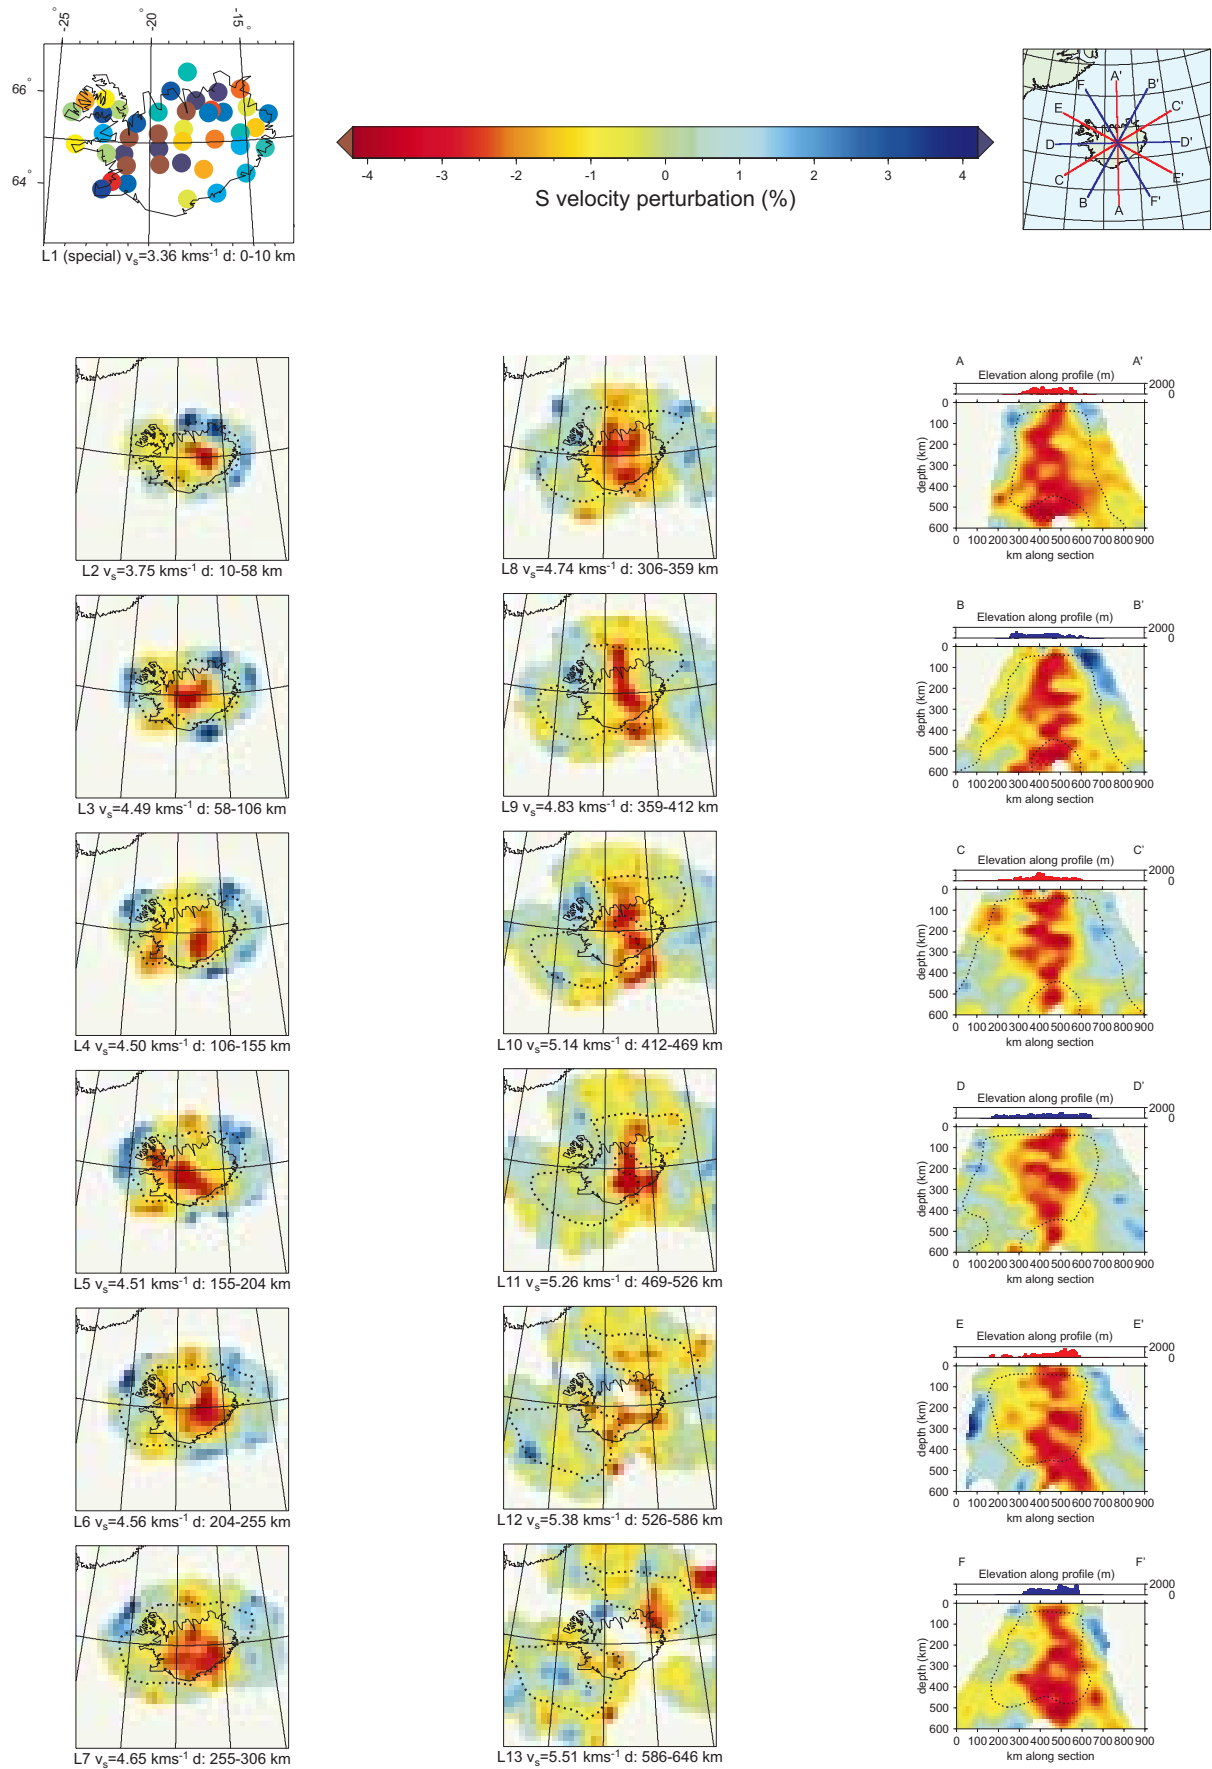 -25° -20° -15°
66°
64°
L1 (special) vs=3.36 kms-1 d: 0-10 km
-4 -3 -2 -1 0 1 2 3 4
S velocity perturbation (%)
A' B' C' D' E' F' A B C D E F
L2 vs=3.75 kms-1 d: 10-58 km
L3 vs=4.49 kms-1 d: 58-106 km
L4 vs=4.50 kms-1 d: 106-155 km
L5 vs=4.51 kms-1 d: 155-204 km
L6 vs=4.56 kms-1 d: 204-255 km
L7 vs=4.65 kms-1 d: 255-306 km
L8 vs=4.74 kms-1 d: 306-359 km
L9 vs=4.83 kms-1 d: 359-412 km
L10 vs=5.14 kms-1 d: 412-469 km
L11 vs=5.26 kms-1 d: 469-526 km
L12 vs=5.38 kms-1 d: 526-586 km
L13 vs=5.51 kms-1 d: 586-646 km
A A'
Elevation along profile (m)
2000
0
depth (km)
0
100
200
300
400
500
600
0 100 200 300 400 500 600 700 800 900
km along section
B B'
Elevation along profile (m)
2000
0
depth (km)
0
100
200
300
400
500
600
0 100 200 300 400 500 600 700 800 900
km along section
C C'
Elevation along profile (m)
2000
0
depth (km)
0
100
200
300
400
500
600
0 100 200 300 400 500 600 700 800 900
km along section
D D'
Elevation along profile (m)
2000
0
depth (km)
0
100
200
300
400
500
600
0 100 200 300 400 500 600 700 800 900
km along section
E E'
Elevation along profile (m)
2000
0
depth (km)
0
100
200
300
400
500
600
0 100 200 300 400 500 600 700 800 900
km along section
F F'
Elevation along profile (m)
2000
0
depth (km)
0
100
200
300
400
500
600
0 100 200 300 400 500 600 700 800 900
km along section